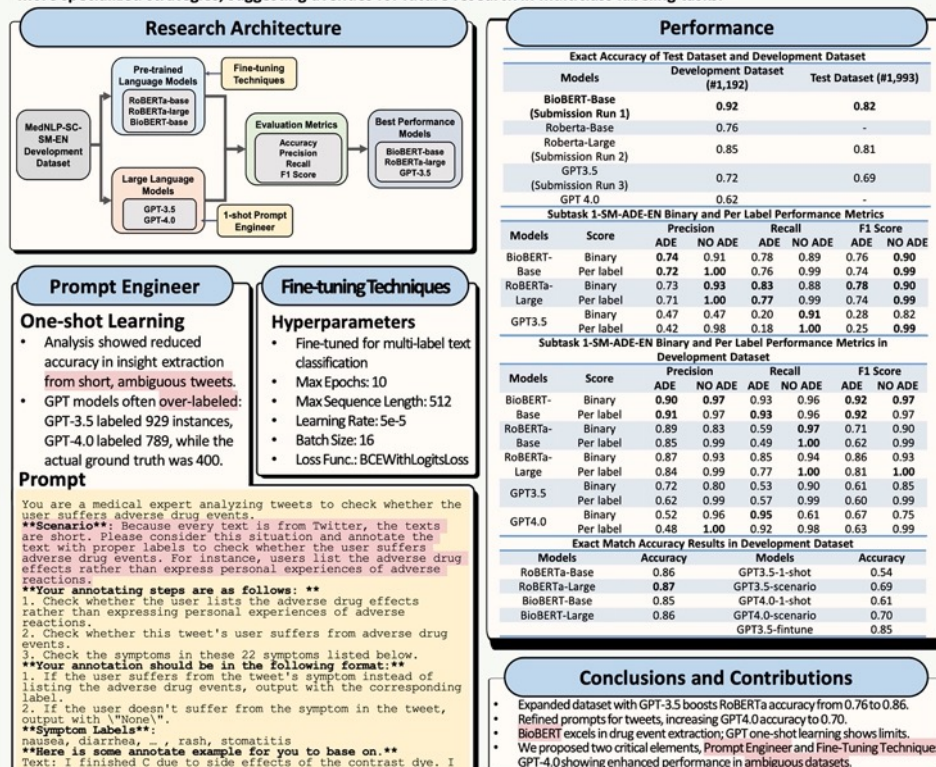 Research Architecture
MedNLP-SC-
SM-EN
Development
Dataset
Pre-trained
Language Models
RoBERTa-base
RoBERTa-large
BioBERT-base
Fine-tuning
Techniques
Large Language
Models
GPT-3.5
GPT-4.0
1-shot Prompt
Engineer
Evaluation Metrics
Accuracy
Precision
Recall
F1 Score
Best Performance
Models
BioBERT-base
RoBERTa-large
GPT-3.5
Prompt Engineer
One-shot Learning
• Analysis showed reduced
accuracy in insight extraction
from short, ambiguous tweets.
• GPT models often over-labeled:
GPT-3.5 labeled 929 instances,
GPT-4.0 labeled 789, while the
actual ground truth was 400.
Fine-tuning Techniques
Hyperparameters
• Fine-tuned for multi-label text
classification
• Max Epochs: 10
• Max Sequence Length: 512
• Learning Rate: 5e-5
• Batch Size: 16
• Loss Func.: BCEWithLogitsLoss
Prompt
You are a medical expert analyzing tweets to check whether the
user suffers adverse drug events.
**Scenario**: Because every text is from Twitter, the texts
are short. Please consider this situation and annotate the
text with proper labels to check whether the user suffers
adverse drug events. For instance, users list the adverse drug
effects rather than express personal experiences of adverse
reactions.
**Your annotating steps are as follows: **
1. Check whether the user lists the adverse drug effects
rather than expressing personal experiences of adverse
reactions.
2. Check whether this tweet's user suffers from adverse drug
events.
3. Check the symptoms in these 22 symptoms listed below.
**Your annotation should be in the following format:**
1. If the user suffers from the tweet's symptom instead of
listing the adverse drug events, output with the corresponding
label.
2. If the user doesn't suffer from the symptom in the tweet,
output with \"None\".
**Symptom Labels**:
nausea, diarrhea, … , rash, stomatitis
**Here is some annotate example for you to base on.**
Text: I finished C due to side effects of the contrast dye. I
Performance
Exact Accuracy of Test Dataset and Development Dataset
Models Development Dataset (#1,192) Test Dataset (#1,993)
BioBERT-Base (Submission Run 1) 0.92 0.82
Roberta-Base 0.76 -
Roberta-Large (Submission Run 2) 0.85 0.81
GPT3.5 (Submission Run 3) 0.72 0.69
GPT 4.0 0.62 -
Subtask 1-SM-ADE-EN Binary and Per Label Performance Metrics
Models Score Precision Recall F1 Score
ADE NO ADE ADE NO ADE ADE NO ADE
BioBERT- Binary 0.74 0.91 0.78 0.89 0.76 0.90
Base Per label 0.72 1.00 0.76 0.99 0.74 0.99
RoBERTa- Binary 0.73 0.93 0.83 0.88 0.78 0.90
Large Per label 0.71 1.00 0.77 0.99 0.74 0.99
GPT3.5 Binary 0.47 0.47 0.20 0.91 0.28 0.82
Per label 0.42 0.98 0.18 1.00 0.25 0.99
Subtask 1-SM-ADE-EN Binary and Per Label Performance Metrics in
Development Dataset
Models Score Precision Recall F1 Score
ADE NO ADE ADE NO ADE ADE NO ADE
BioBERT- Binary 0.90 0.97 0.93 0.96 0.92 0.97
Base Per label 0.91 0.97 0.93 0.96 0.92 0.97
RoBERTa- Binary 0.89 0.83 0.59 0.97 0.71 0.90
Base Per label 0.85 0.99 0.49 1.00 0.62 0.99
RoBERTa- Binary 0.87 0.93 0.85 0.94 0.86 0.93
Large Per label 0.84 0.99 0.77 1.00 0.81 1.00
GPT3.5 Binary 0.72 0.80 0.53 0.90 0.61 0.85
Per label 0.62 0.99 0.57 0.99 0.60 0.99
GPT4.0 Binary 0.52 0.96 0.95 0.61 0.67 0.75
Per label 0.48 1.00 0.92 0.98 0.63 0.99
Exact Match Accuracy Results in Development Dataset
Models Accuracy Models Accuracy
RoBERTa-Base 0.86 GPT3.5-1-shot 0.54
RoBERTa-Large 0.87 GPT3.5-scenario 0.69
BioBERT-Base 0.85 GPT4.0-1-shot 0.61
BioBERT-Large 0.86 GPT4.0-scenario 0.70
GPT3.5-fintune 0.85
Conclusions and Contributions
• Expanded dataset with GPT-3.5 boosts RoBERTa accuracy from 0.76 to 0.86.
• Refined prompts for tweets, increasing GPT4.0 accuracy to 0.70.
• BioBERT excels in drug event extraction; GPT one-shot learning shows limits.
• We proposed two critical elements, Prompt Engineer and Fine-Tuning Technique
GPT-4.0 showing enhanced performance in ambiguous datasets.